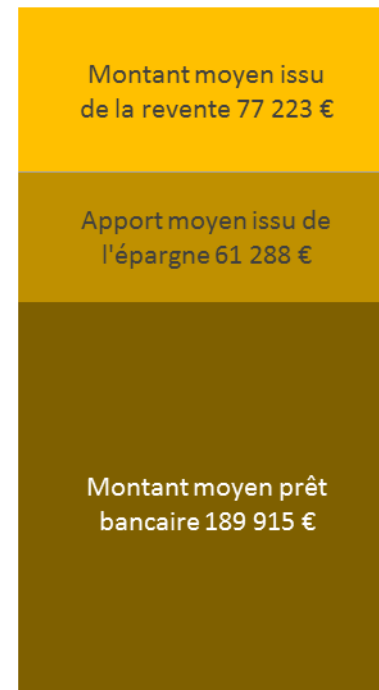 Montant moyen issu
de la revente 77 223 €
Apport moyen issu de
l'épargne 61 288 €
Montant moyen prêt
bancaire 189 915 €